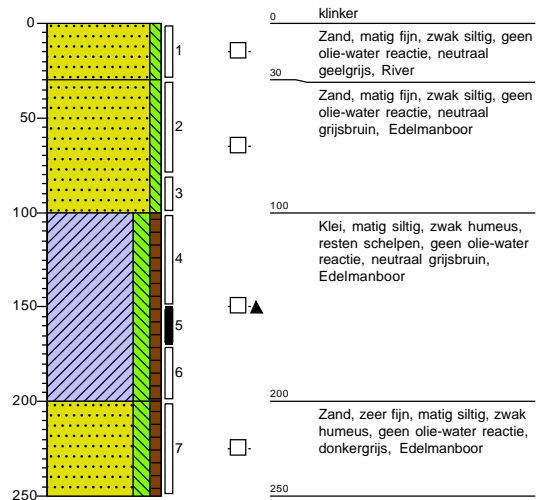 0
50
100
150
200
250
1
2
3
4
5
6
7
0
klinker
Zand, matig fijn, zwak siltig, geen
olie-water reactie, neutraal
geelgrijs, River
30
Zand, matig fijn, zwak siltig, geen
olie-water reactie, neutraal
grijsbruin, Edelmanboor
100
Klei, matig siltig, zwak humeus,
resten schelpen, geen olie-water
reactie, neutraal grijsbruin,
Edelmanboor
200
Zand, zeer fijn, matig siltig, zwak
humeus, geen olie-water reactie,
donkergrijs, Edelmanboor
250